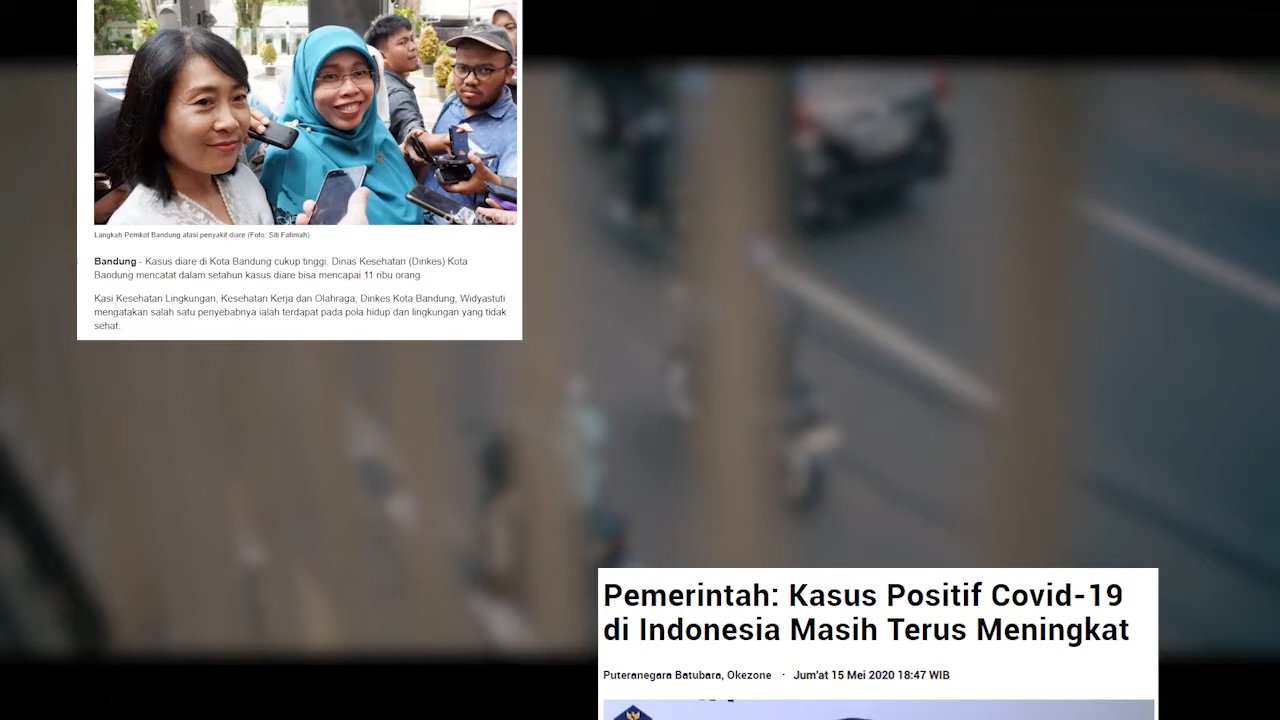 detikcom
Langkah Pemkot Bandung atasi penyakit diare (Foto: Siti Fatimah)
Bandung - Kasus diare di Kota Bandung cukup tinggi. Dinas Kesehatan (Dinkes) Kota
Bandung mencatat dalam setahun kasus diare bisa mencapai 11 ribu orang
Kasi Kesehatan Lingkungan, Kesehatan Kerja dan Olahraga, Dinkes Kota Bandung, Widyastuti
mengatakan salah satu penyebabnya ialah terdapat pada pola hidup dan lingkungan yang tidak
sehat.
Pemerintah: Kasus Positif Covid-19
di Indonesia Masih Terus Meningkat
Puteranegara Batubara, Okezone · Jum'at 15 Mei 2020 18:47 WIB